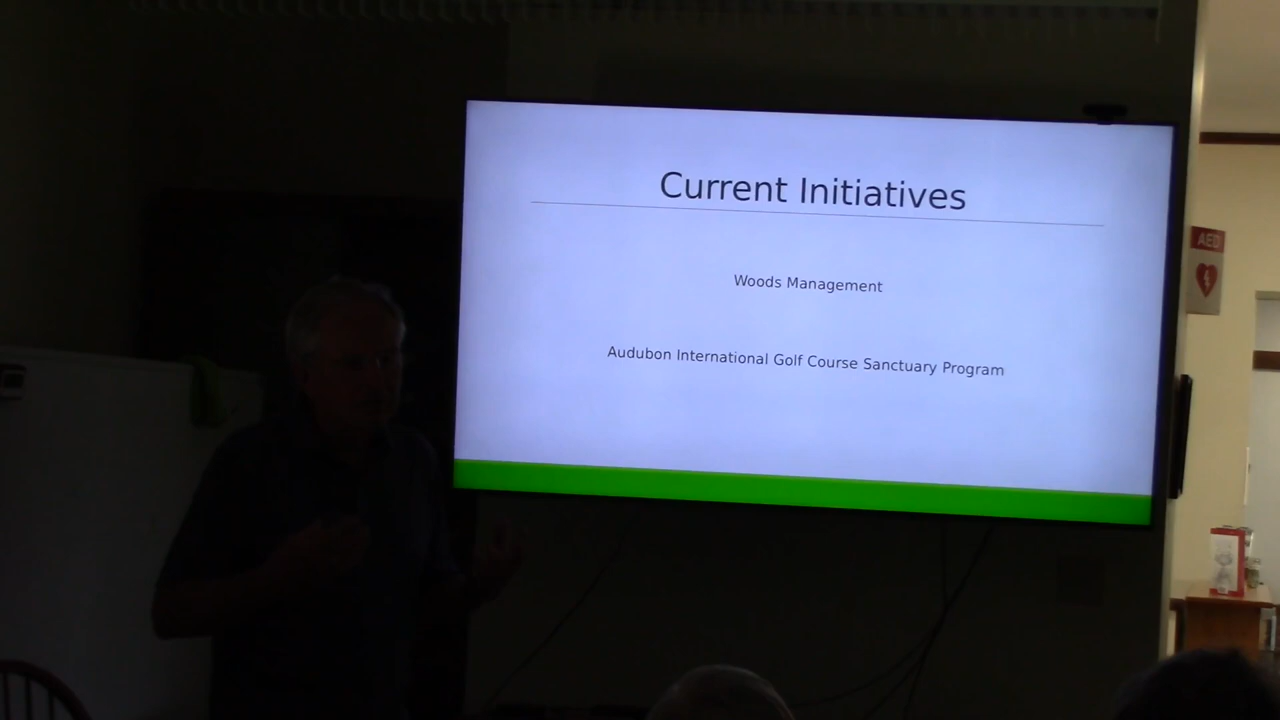 Current Initiatives
Woods Management
Audubon International Golf Course Sanctuary Program
AED